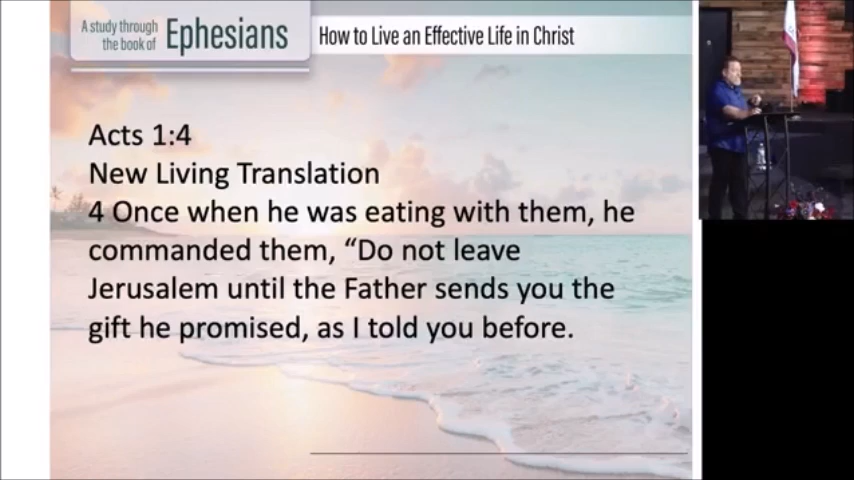 A study through
the book of
Ephesians
How to Live an Effective Life in Christ
Acts 1:4
New Living Translation
4 Once when he was eating with them, he
commanded them, “Do not leave
Jerusalem until the Father sends you the
gift he promised, as I told you before.